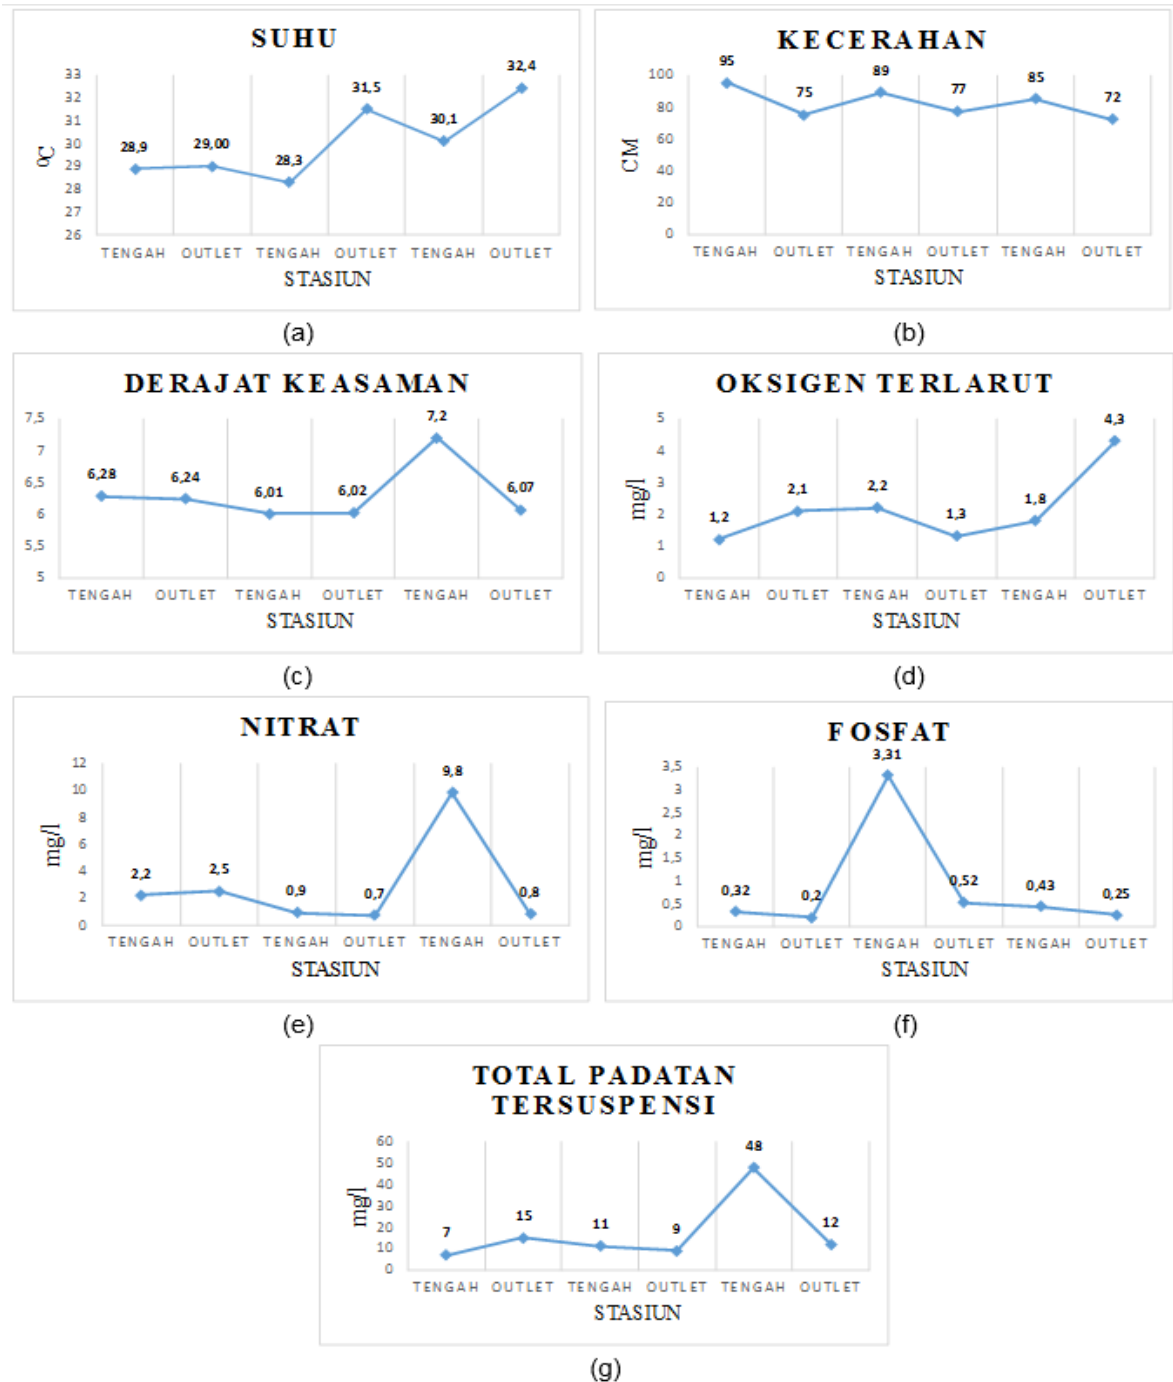 SUHU
33
32
31
30
29
28
27
26
°C
28,9
29,00
28,3
31,5
30,1
32,4
TENGAH OUTLET TENGAH OUTLET TENGAH OUTLET
STASIUN
(a)
KECERAHAN
100
80
60
40
20
0
CM
95
75
89
77
85
72
TENGAH OUTLET TENGAH OUTLET TENGAH OUTLET
STASIUN
(b)
DERAJAT KEASAMAN
7,5
7
6,5
6
5,5
5
6,28
6,24
6,01
6,02
7,2
6,07
TENGAH OUTLET TENGAH OUTLET TENGAH OUTLET
STASIUN
(c)
OKSIGEN TERLARUT
5
4
3
2
1
0
mg/l
1,2
2,1
2,2
1,3
1,8
4,3
TENGAH OUTLET TENGAH OUTLET TENGAH OUTLET
STASIUN
(d)
NITRAT
12
10
8
6
4
2
0
mg/l
2,2
2,5
0,9
0,7
9,8
0,8
TENGAH OUTLET TENGAH OUTLET TENGAH OUTLET
STASIUN
(e)
FOSFAT
3,5
3
2,5
2
1,5
1
0,5
0
mg/l
0,32
0,2
3,31
0,52
0,43
0,25
TENGAH OUTLET TENGAH OUTLET TENGAH OUTLET
STASIUN
(f)
TOTAL PADATAN
TERSUSPENSI
60
50
40
30
20
10
0
mg/l
7
15
11
9
48
12
TENGAH OUTLET TENGAH OUTLET TENGAH OUTLET
STASIUN
(g)